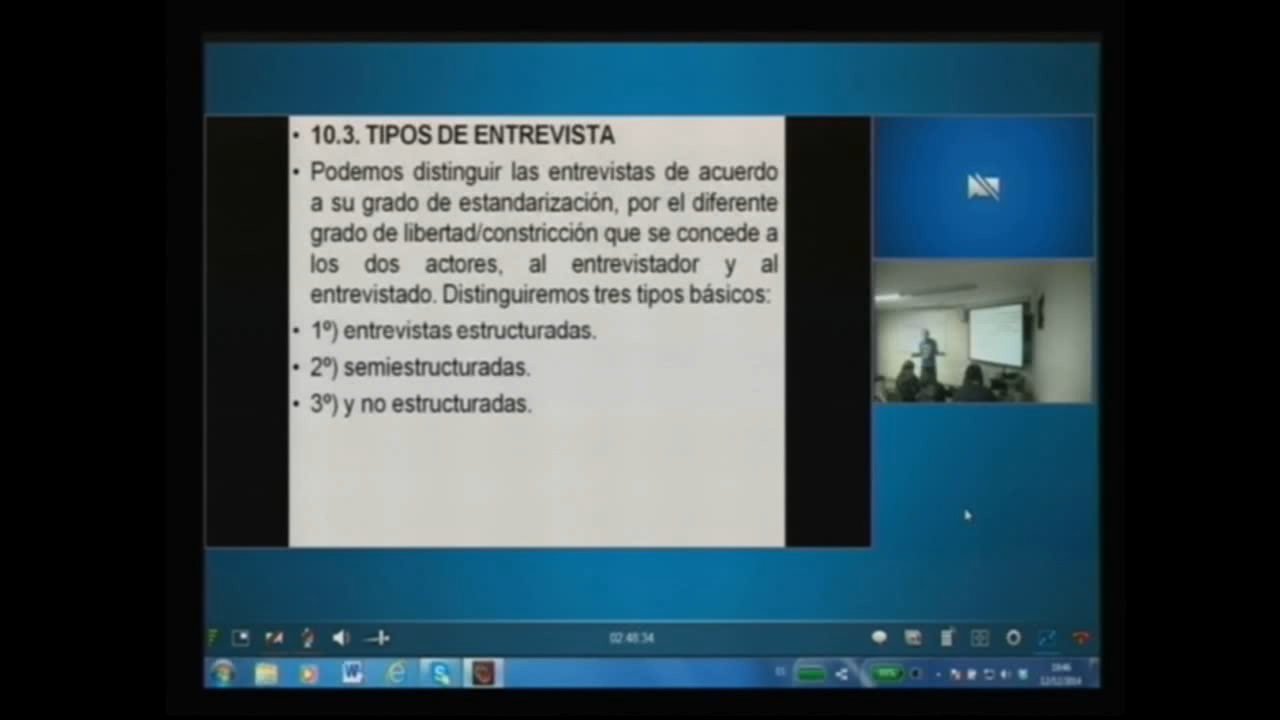 • 10.3. TIPOS DE ENTREVISTA
• Podemos distinguir las entrevistas de acuerdo
a su grado de estandarización, por el diferente
grado de libertad/constricción que se concede a
los dos actores, al entrevistador y al
entrevistado. Distinguiremos tres tipos básicos:
• 1º) entrevistas estructuradas.
• 2º) semiestructuradas.
• 3º) y no estructuradas.
02:48:34
ES